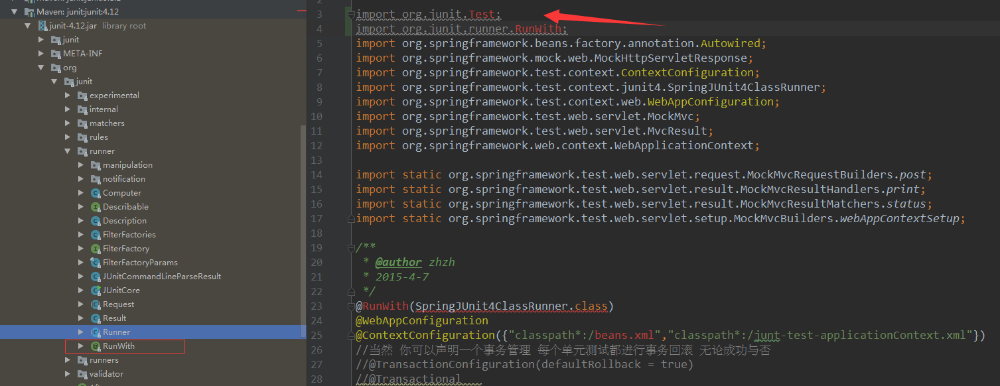 Maven: junit:junit:4.12
junit-4.12.jar library root
junit
META-INF
org
junit
experimental
internal
matchers
rules
runner
manipulation
notification
Computer
Describable
Description
FilterFactories
FilterFactory
FilterFactoryParams
JUnitCommandLineParseResult
JUnitCore
Request
Result
Runner
RunWith
runners
validator
2
3 import org.junit.Test;
4 import org.junit.runner.RunWith;
5 import org.springframework.beans.factory.annotation.Autowired;
6 import org.springframework.mock.web.MockHttpServletResponse;
7 import org.springframework.test.context.ContextConfiguration;
8 import org.springframework.test.context.junit4.SpringJUnit4ClassRunner;
9 import org.springframework.test.context.web.WebAppConfiguration;
10 import org.springframework.test.web.servlet.MockMvc;
11 import org.springframework.test.web.servlet.MvcResult;
12 import org.springframework.web.context.WebApplicationContext;
13
14 import static org.springframework.test.web.servlet.request.MockMvcRequestBuilders.post;
15 import static org.springframework.test.web.servlet.result.MockMvcResultHandlers.print;
16 import static org.springframework.test.web.servlet.result.MockMvcResultMatchers.status;
17 import static org.springframework.test.web.servlet.setup.MockMvcBuilders.webAppContextSetup;
18
19 /**
20 * @author zhzh
21 * 2015-4-7
22 */
23 @RunWith(SpringJUnit4ClassRunner.class)
24 @WebAppConfiguration
25 @ContextConfiguration({"classpath*:/beans.xml","classpath*:/junt-test-applicationContext.xml"})
26 //当然 你可以声明一个事务管理 每个单元测试都进行事务回滚 无论成功与否
27 //@TransactionConfiguration(defaultRollback = true)
28 //@Transactional